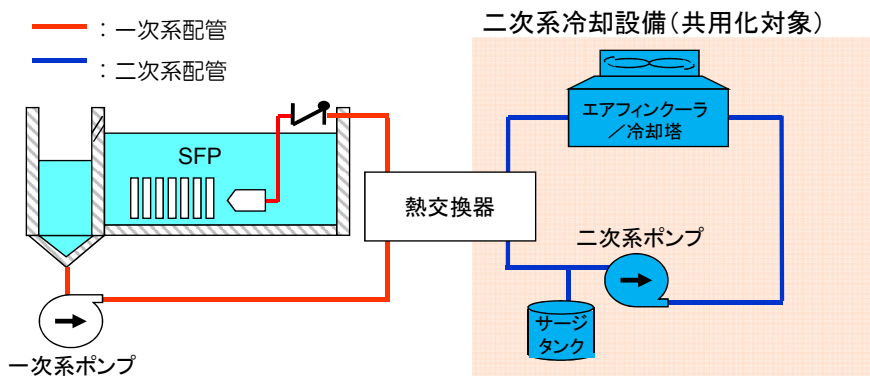 二次系冷却設備（共用化対象）
：一次系配管
：二次系配管
エアフィンクーラ
／冷却塔
SFP
熱交換器
二次系ポンプ
サージ
タンク
一次系ポンプ